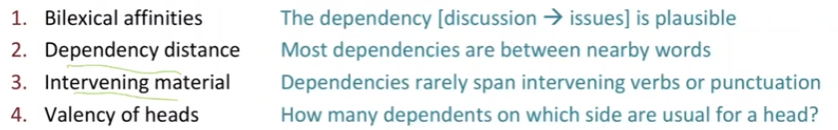 1. Bilexical affinities The dependency [discussion → issues] is plausible
2. Dependency distance Most dependencies are between nearby words
3. Intervening material Dependencies rarely span intervening verbs or punctuation
4. Valency of heads How many dependents on which side are usual for a head?